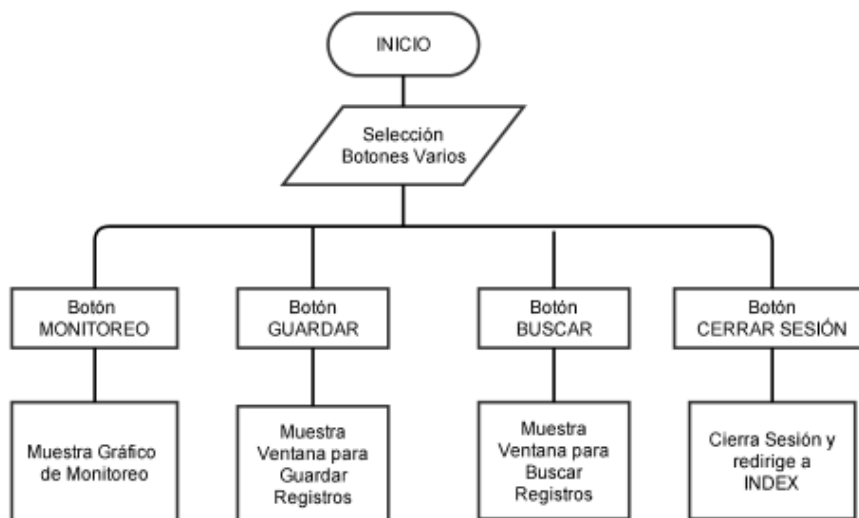 INICIO
Selección
Botones Varios
Botón
MONITOREO
Botón
GUARDAR
Botón
BUSCAR
Botón
CERRAR SESIÓN
Muestra Gráfico
de Monitoreo
Muestra
Ventana para
Guardar
Registros
Muestra
Ventana para
Buscar
Registros
Cierra Sesión y
redirige a
INDEX